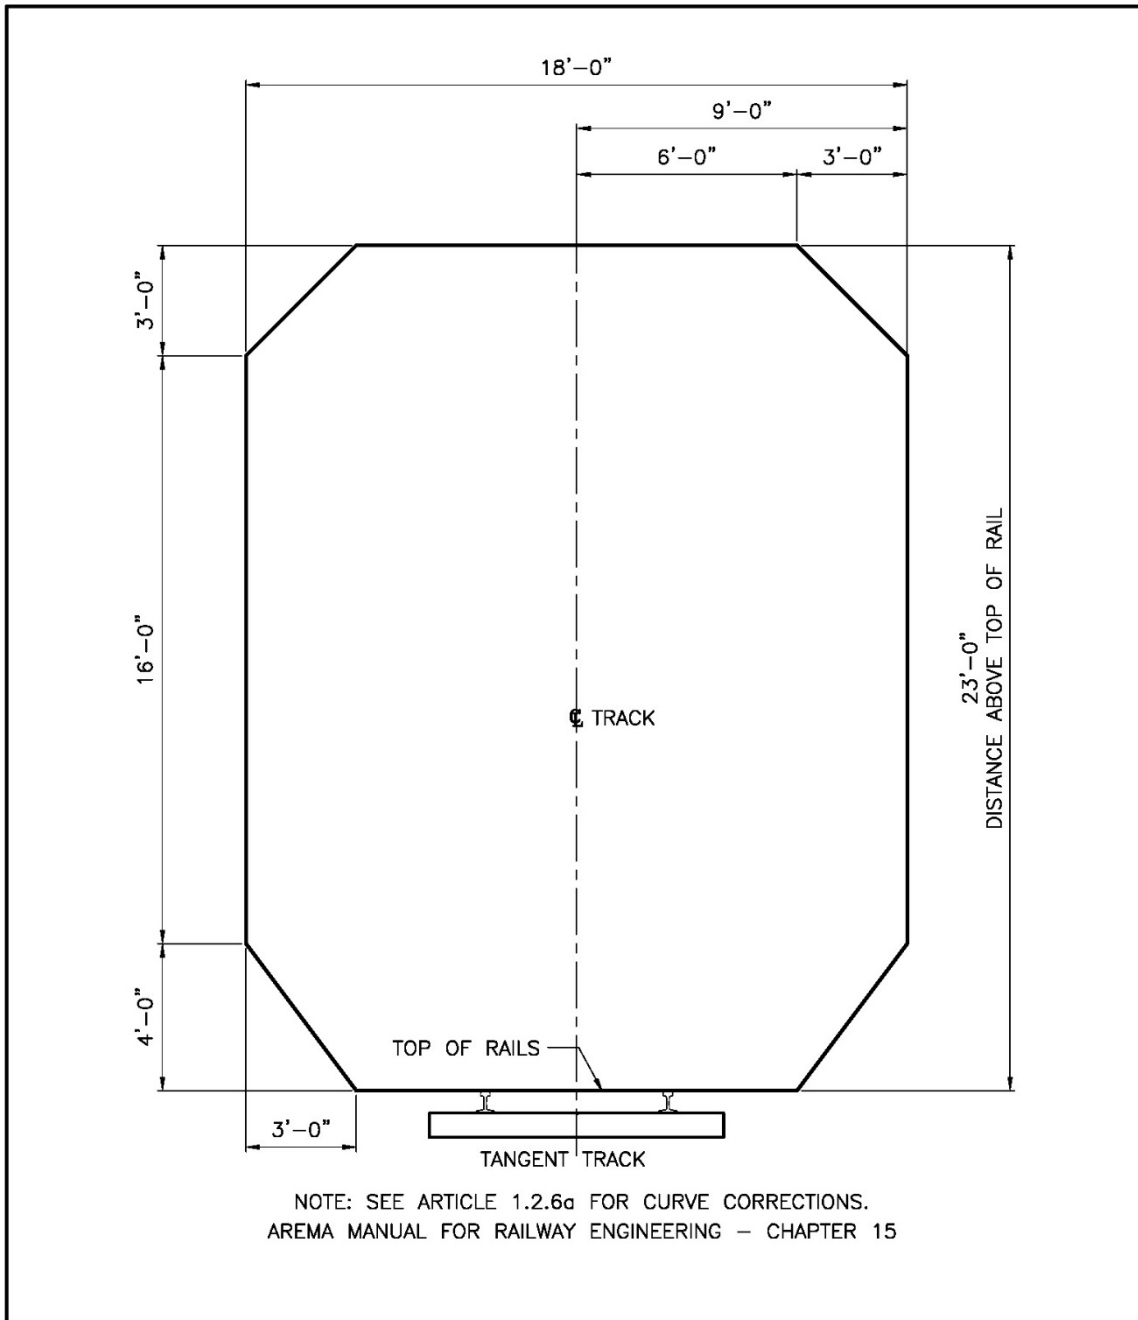 18'-0"
9'-0"
6'-0"
3'-0"
3'-0"
16'-0"
4'-0"
3'-0"
23'-0"
DISTANCE ABOVE TOP OF RAIL
℄ TRACK
TOP OF RAILS
TANGENT TRACK
NOTE: SEE ARTICLE 1.2.6a FOR CURVE CORRECTIONS.
AREMA MANUAL FOR RAILWAY ENGINEERING – CHAPTER 15